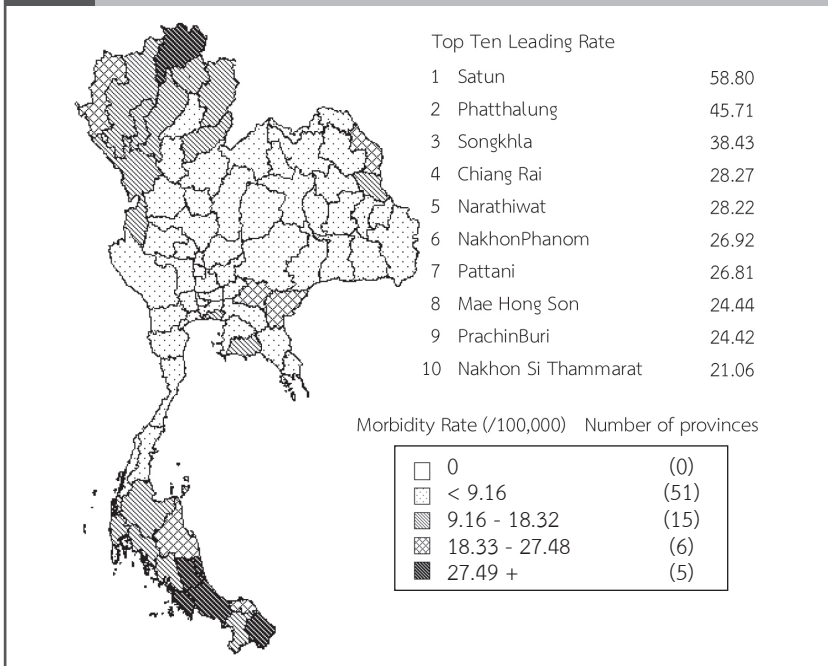 Top Ten Leading Rate
1 Satun 58.80
2 Phatthalung 45.71
3 Songkhla 38.43
4 Chiang Rai 28.27
5 Narathiwat 28.22
6 NakhonPhanom 26.92
7 Pattani 26.81
8 Mae Hong Son 24.44
9 PrachinBuri 24.42
10 Nakhon Si Thammarat 21.06
Morbidity Rate (/100,000) Number of provinces
0 (0)
< 9.16 (51)
9.16 - 18.32 (15)
18.33 - 27.48 (6)
27.49 + (5)